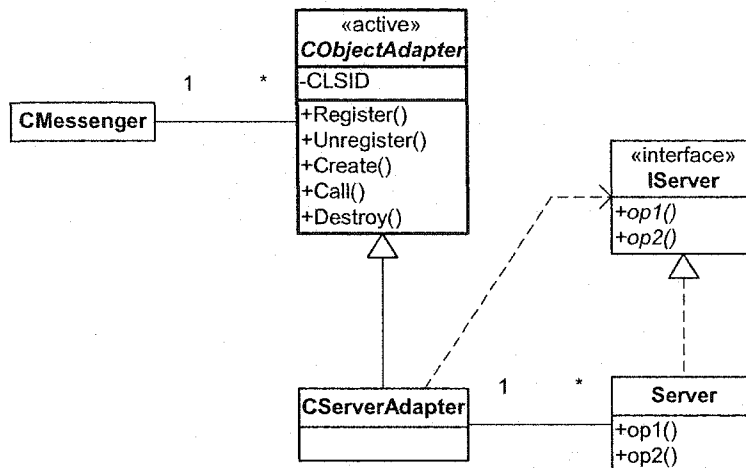 «active»
CObjectAdapter
-CLSID
1 *
CMessenger
+Register()
+Unregister()
+Create()
+Call()
+Destroy()
«interface»
IServer
+op1()
+op2()
CServerAdapter
1 *
Server
+op1()
+op2()